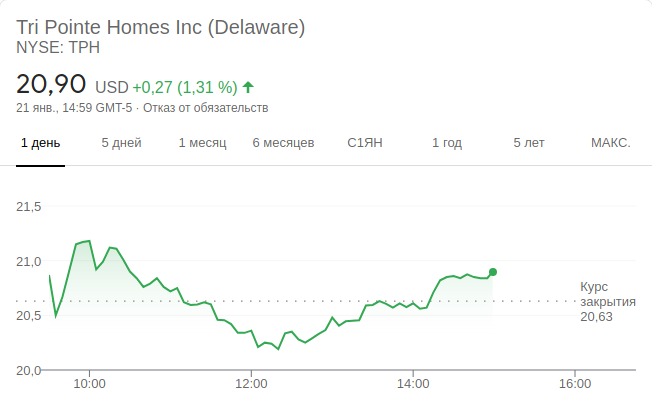 Tri Pointe Homes Inc (Delaware)
NYSE: TPH
20,90 USD +0,27 (1,31 %)
21 янв., 14:59 GMT-5 · Отказ от обязательств
1 день 5 дней 1 месяц 6 месяцев С1ЯН 1 год 5 лет МАКС.
21,5
21,0
Курс
закрытия
20,63
20,5
20,0
10:00 12:00 14:00 16:00